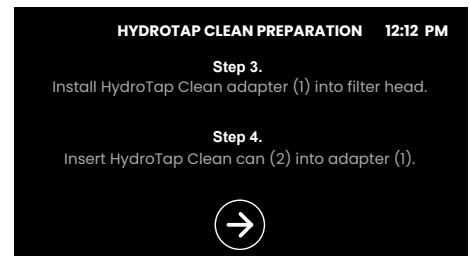 HYDROTAP CLEAN PREPARATION 12:12 PM
Step 3.
Install HydroTap Clean adapter (1) into filter head.
Step 4.
Insert HydroTap Clean can (2) into adapter (1).